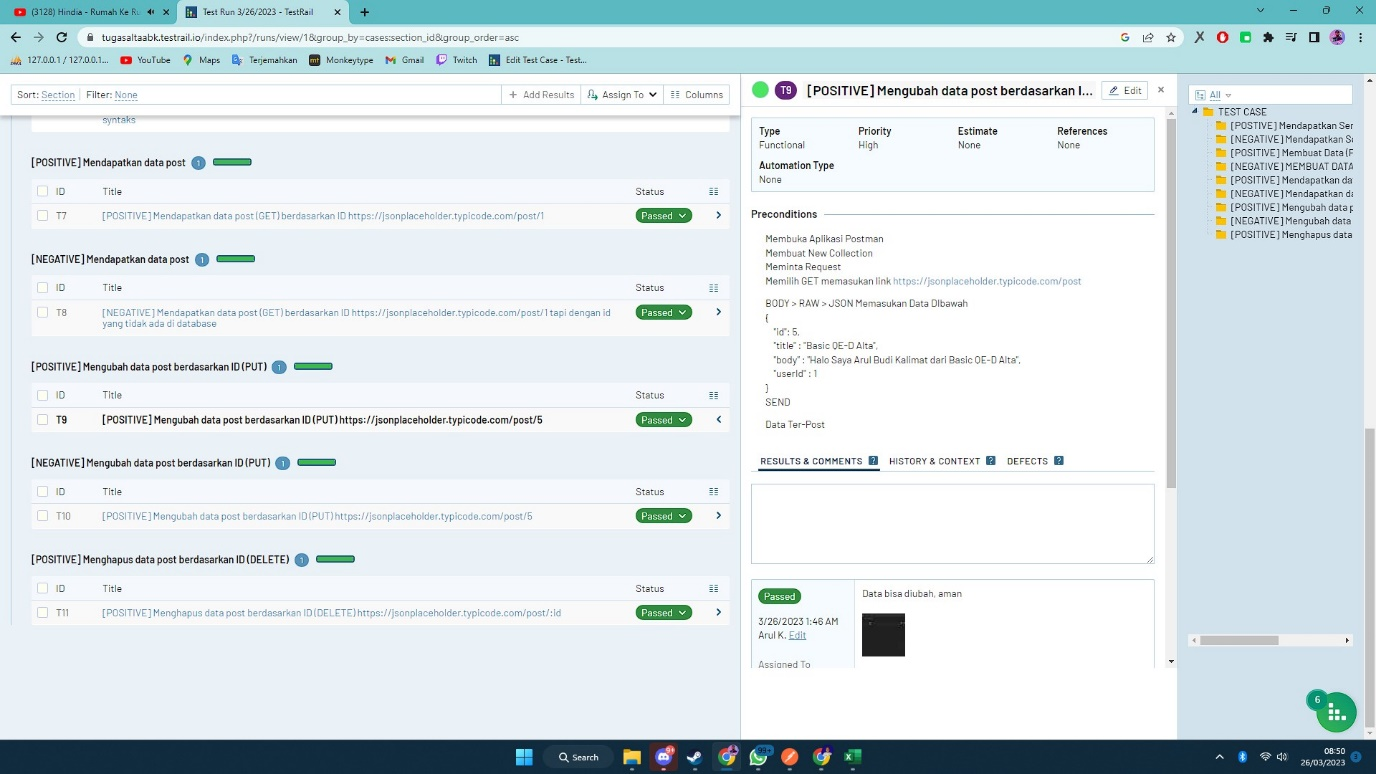 (3128) Hindia - Rumah Ke Ru
Test Run 3/26/2023 - TestRail
tugasaltaabk.testrail.io/index.php?/runs/view/1&group_by=cases:section_id&group_order=asc
127.0.0.1 / 127.0.0.1...
YouTube
Maps
Terjemahkan
Monkeytype
Gmail
Twitch
Edit Test Case - Test...
Sort: Section
Filter: None
Add Results
Assign To
Columns
syntaks
[POSITIVE] Mendapatkan data post 1
ID Title Status
T7 [POSITIVE] Mendapatkan data post (GET) berdasarkan ID https://jsonplaceholder.typicode.com/post/1 Passed
[NEGATIVE] Mendapatkan data post 1
ID Title Status
T8 [NEGATIVE] Mendapatkan data post (GET) berdasarkan ID https://jsonplaceholder.typicode.com/post/1 tapi dengan id Passed
yang tidak ada di database
[POSITIVE] Mengubah data post berdasarkan ID (PUT) 1
ID Title Status
T9 [POSITIVE] Mengubah data post berdasarkan ID (PUT) https://jsonplaceholder.typicode.com/post/5 Passed
[NEGATIVE] Mengubah data post berdasarkan ID (PUT) 1
ID Title Status
T10 [POSITIVE] Mengubah data post berdasarkan ID (PUT) https://jsonplaceholder.typicode.com/post/5 Passed
[POSITIVE] Menghapus data post berdasarkan ID (DELETE) 1
ID Title Status
T11 [POSITIVE] Menghapus data post berdasarkan ID (DELETE) https://jsonplaceholder.typicode.com/post/:id Passed
T9 [POSITIVE] Mengubah data post berdasarkan I... Edit
Type Priority Estimate References
Functional High None None
Automation Type
None
Preconditions
Membuka Aplikasi Postman
Membuat New Collection
Meminta Request
Memilih GET memasukan link https://jsonplaceholder.typicode.com/post
BODY > RAW > JSON Memasukan Data DIbawah
{
"id": 5,
"title" : "Basic QE-D Alta",
"body" : "Halo Saya Arul Budi Kalimat dari Basic QE-D Alta",
"userId" : 1
}
SEND
Data Ter-Post
RESULTS & COMMENTS ? HISTORY & CONTEXT ? DEFECTS ?
Passed
3/26/2023 1:46 AM
Arul K. Edit
Assigned To
Data bisa diubah, aman
All
TEST CASE
[POSTIVE] Mendapatkan Ser
[NEGATIVE] Mendapatkan S
[POSITIVE] Membuat Data (P
[NEGATIVE] MEMBUAT DATA
[POSITIVE] Mendapatkan da
[NEGATIVE] Mendapatkan d
[POSITIVE] Mengubah data p
[NEGATIVE] Mengubah data
[POSITIVE] Menghapus data
6
Search
99+
08:50
26/03/2023
3